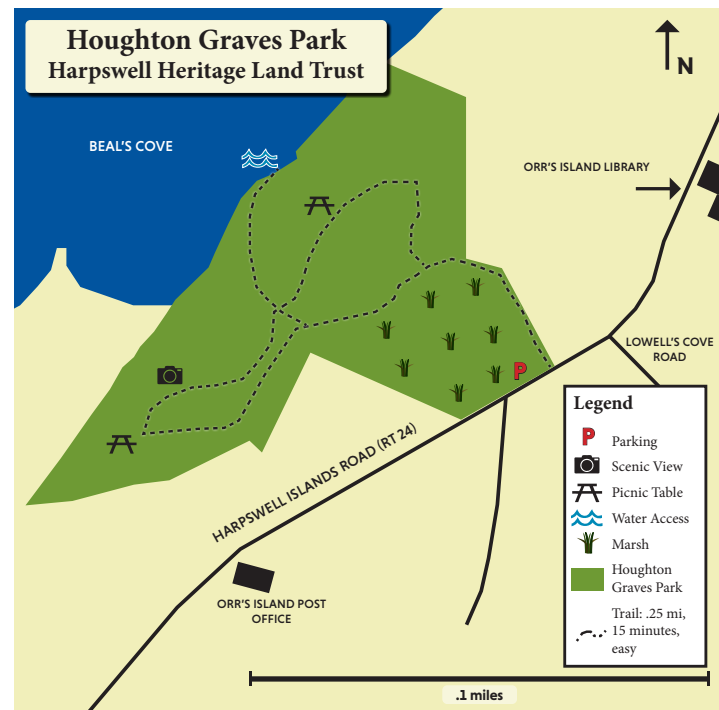 Houghton Graves Park
Harpswell Heritage Land Trust
N
BEAL'S COVE
ORR'S ISLAND LIBRARY
LOWELL'S COVE
ROAD
P
HARPSWELL ISLANDS ROAD (RT 24)
ORR'S ISLAND POST
OFFICE
Legend
P Parking
Scenic View
Picnic Table
Water Access
Marsh
Houghton
Graves Park
Trail: .25 mi,
15 minutes,
easy
.1 miles